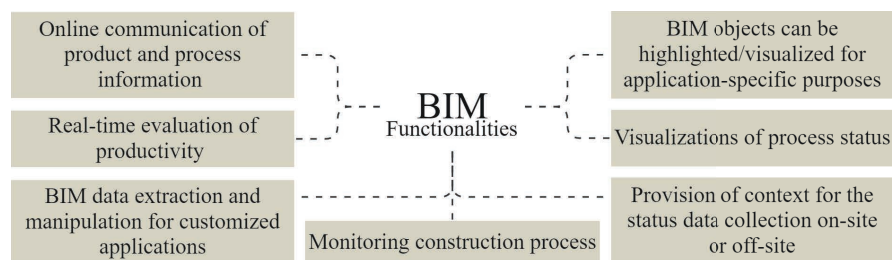 Online communication of
product and process
information
Real-time evaluation of
productivity
BIM data extraction and
manipulation for customized
applications
BIM
Functionalities
Monitoring construction process
BIM objects can be
highlighted/visualized for
application-specific purposes
Visualizations of process status
Provision of context for the
status data collection on-site
or off-site